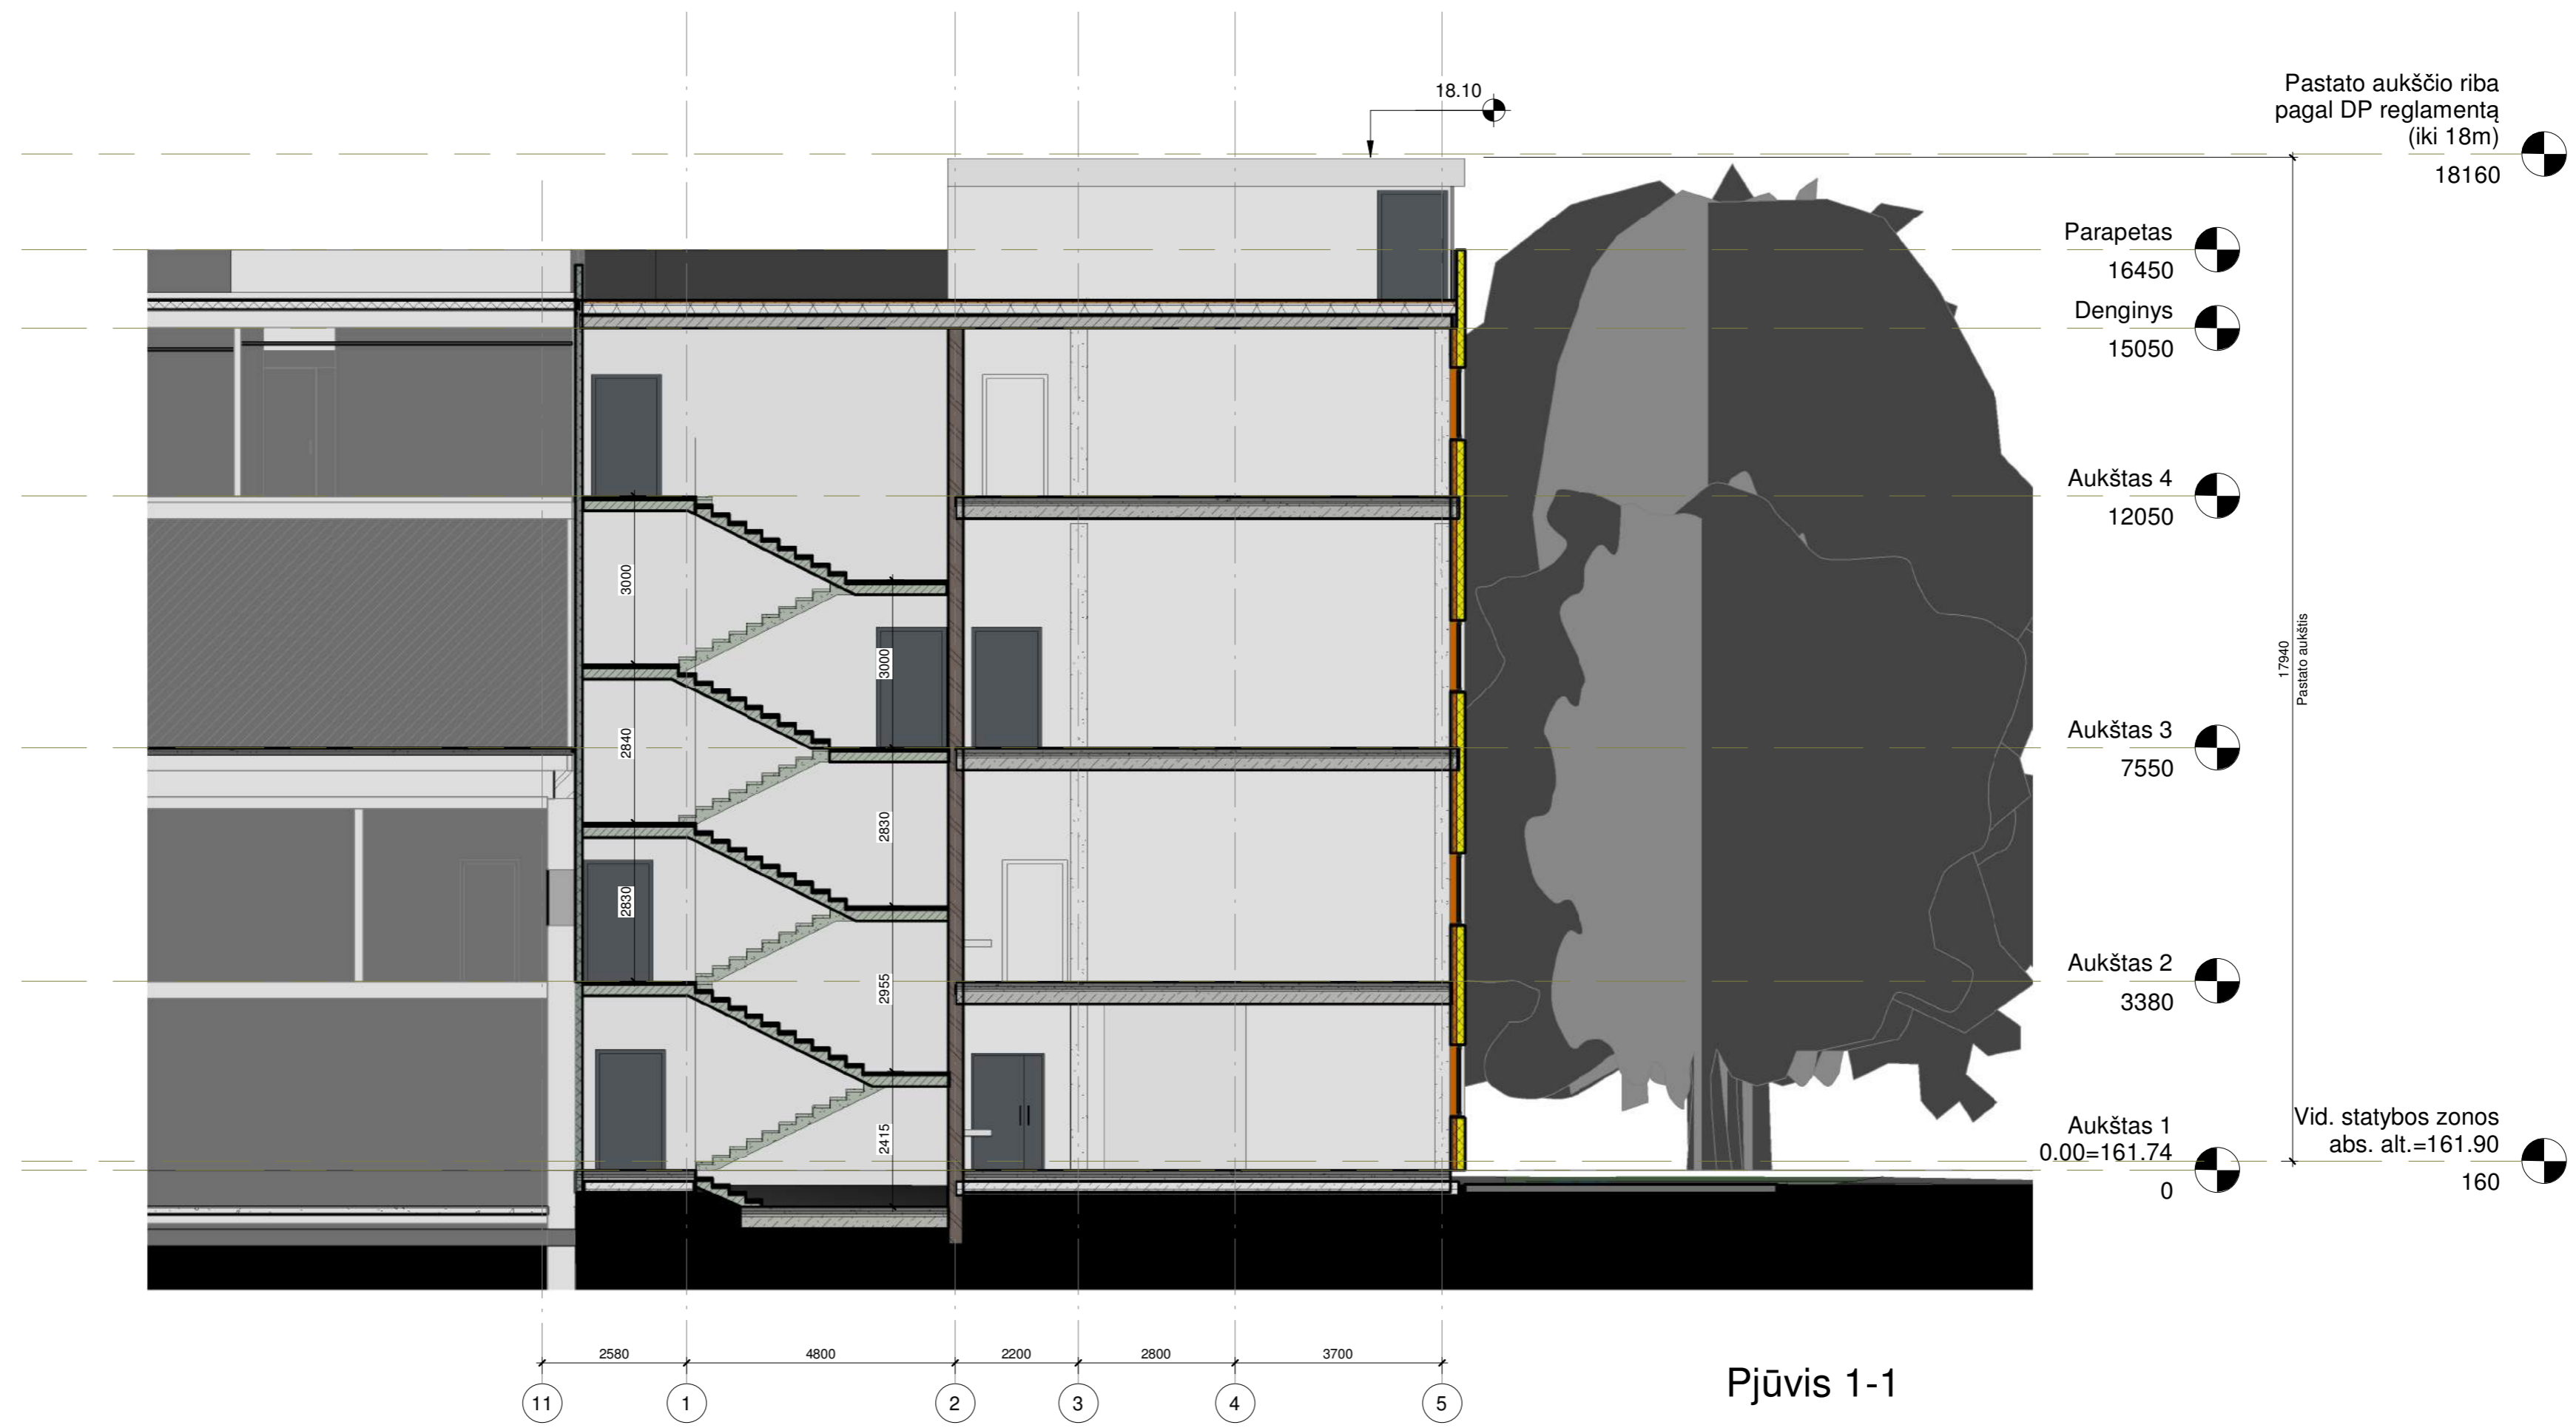 18.10
Pastato aukščio riba
pagal DP reglamentą
(iki 18m)
18160
Parapetas
16450
Denginys
15050
Aukštas 4
12050
3000
3000
17940
Pastato aukštis
Aukštas 3
7550
2840
2830
2830
Aukštas 2
3380
2955
2415
Aukštas 1
0.00=161.74
0
Vid. statybos zonos
abs. alt.=161.90
160
2580
4800
2200
2800
3700
11
1
2
3
4
5
Pjūvis 1-1